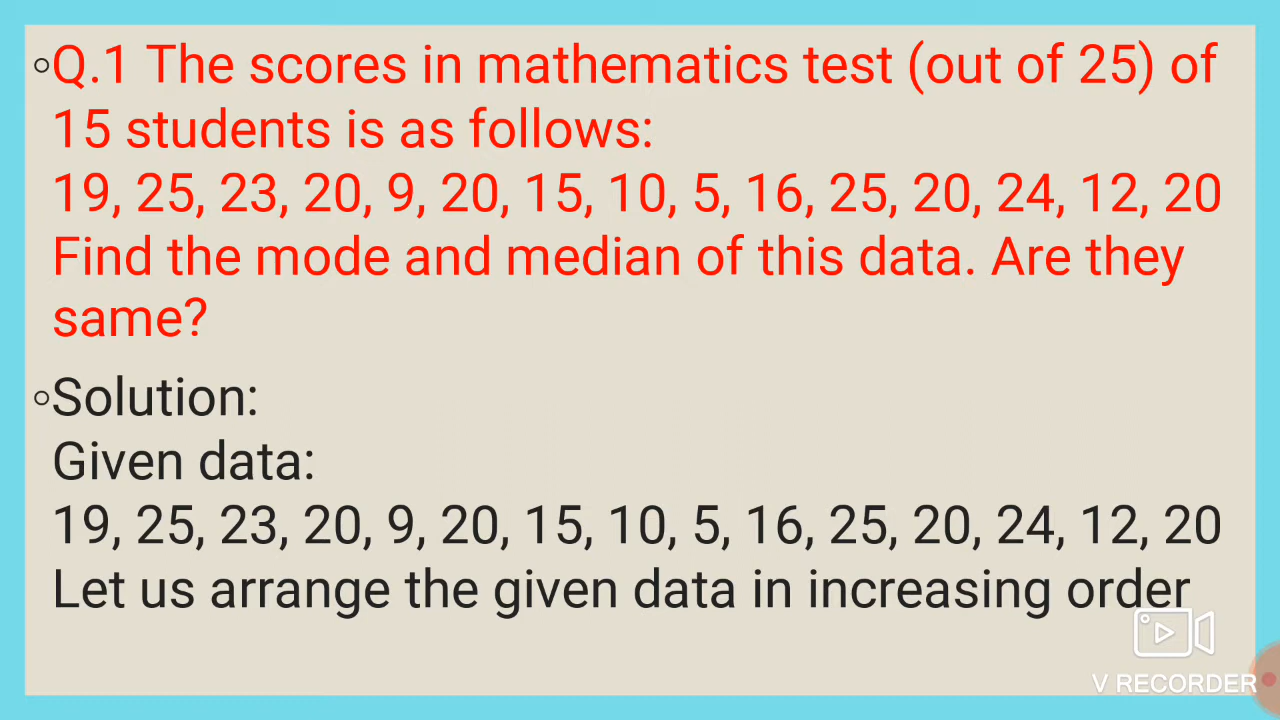 ◦Q.1 The scores in mathematics test (out of 25) of
15 students is as follows:
19, 25, 23, 20, 9, 20, 15, 10, 5, 16, 25, 20, 24, 12, 20
Find the mode and median of this data. Are they
same?
◦Solution:
Given data:
19, 25, 23, 20, 9, 20, 15, 10, 5, 16, 25, 20, 24, 12, 20
Let us arrange the given data in increasing order
V RECORDER